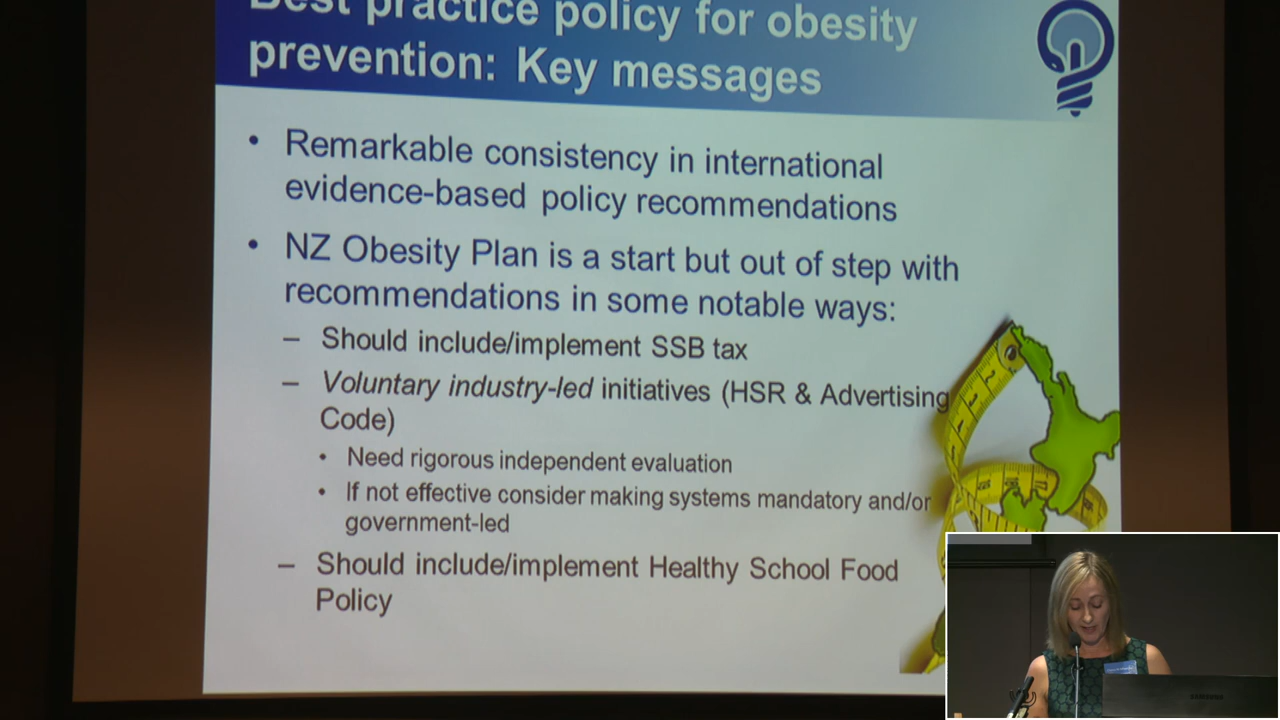 Best practice policy for obesity
prevention: Key messages
• Remarkable consistency in international
evidence-based policy recommendations
• NZ Obesity Plan is a start but out of step with
recommendations in some notable ways:
– Should include/implement SSB tax
– Voluntary industry-led initiatives (HSR & Advertising
Code)
• Need rigorous independent evaluation
• If not effective consider making systems mandatory and/or
government-led
– Should include/implement Healthy School Food
Policy
SAMSUNG